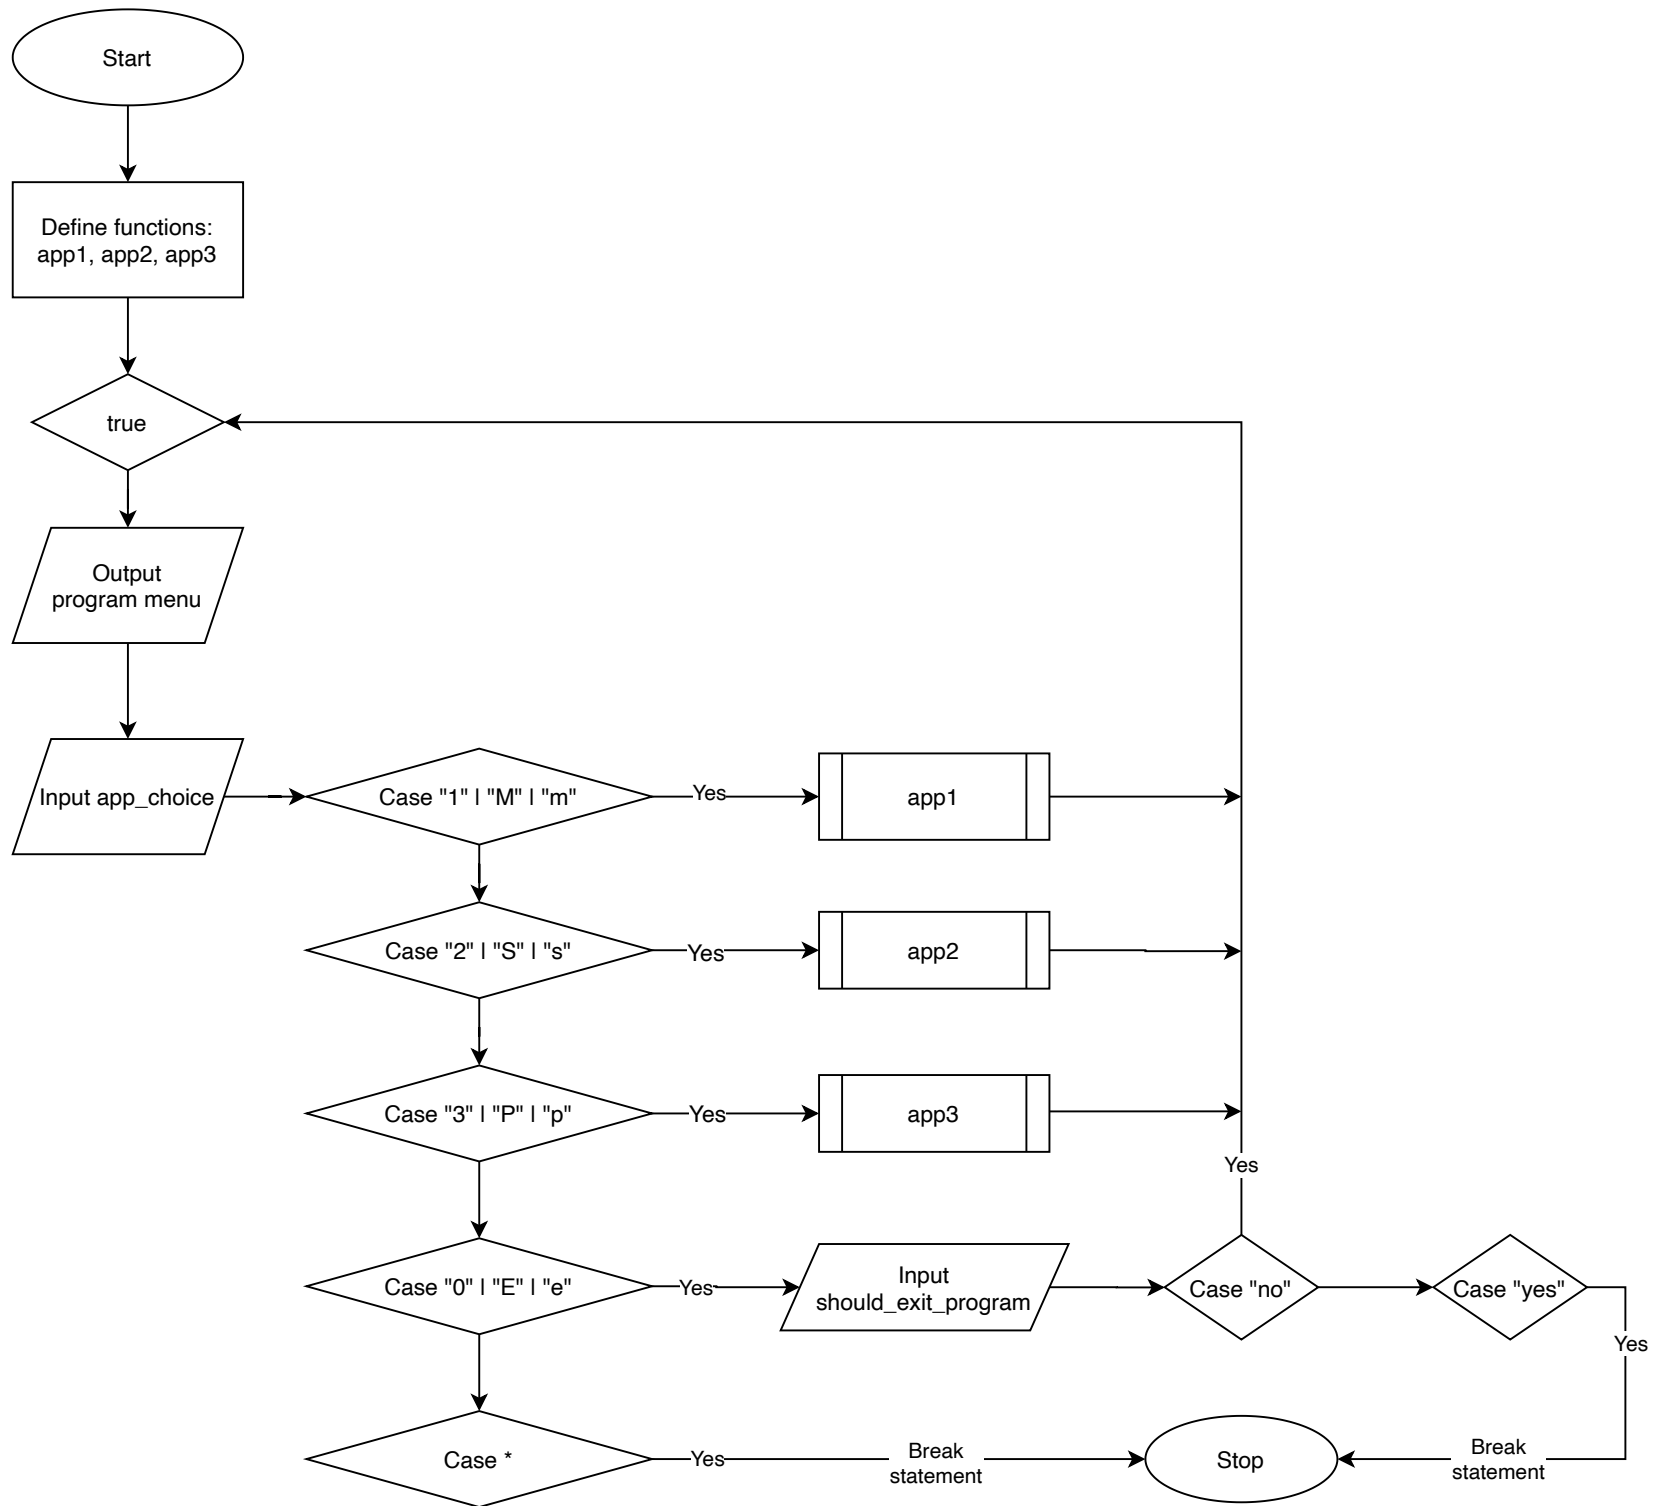 Start
Define functions:
app1, app2, app3
true
Output
program menu
Input app_choice
Case "1" | "M" | "m"
Yes
app1
Case "2" | "S" | "s"
Yes
app2
Case "3" | "P" | "p"
Yes
app3
Yes
Case "0" | "E" | "e"
Yes
Input
should_exit_program
Case "no"
Case "yes"
Yes
Case *
Yes
Break
statement
Stop
Break
statement